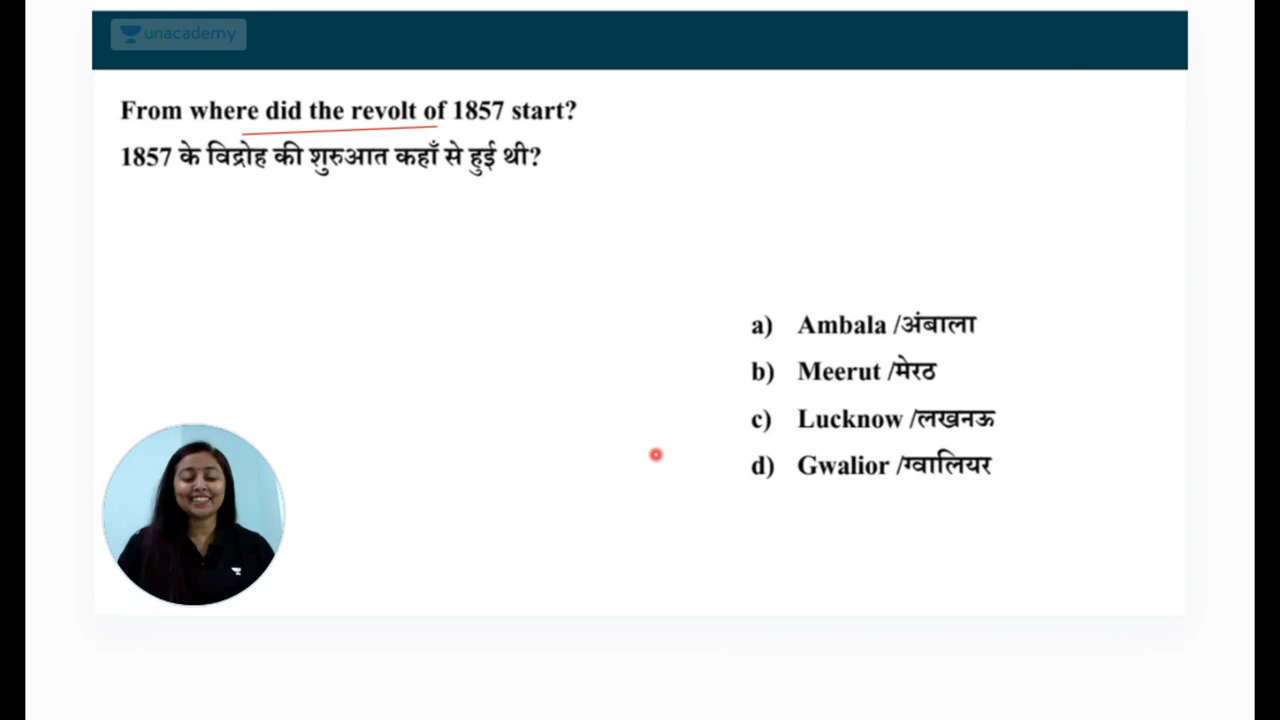 unacademy
From where did the revolt of 1857 start?
1857 के विद्रोह की शुरुआत कहाँ से हुई थी?
a) Ambala /अंबाला
b) Meerut /मेरठ
c) Lucknow /लखनऊ
d) Gwalior /ग्वालियर